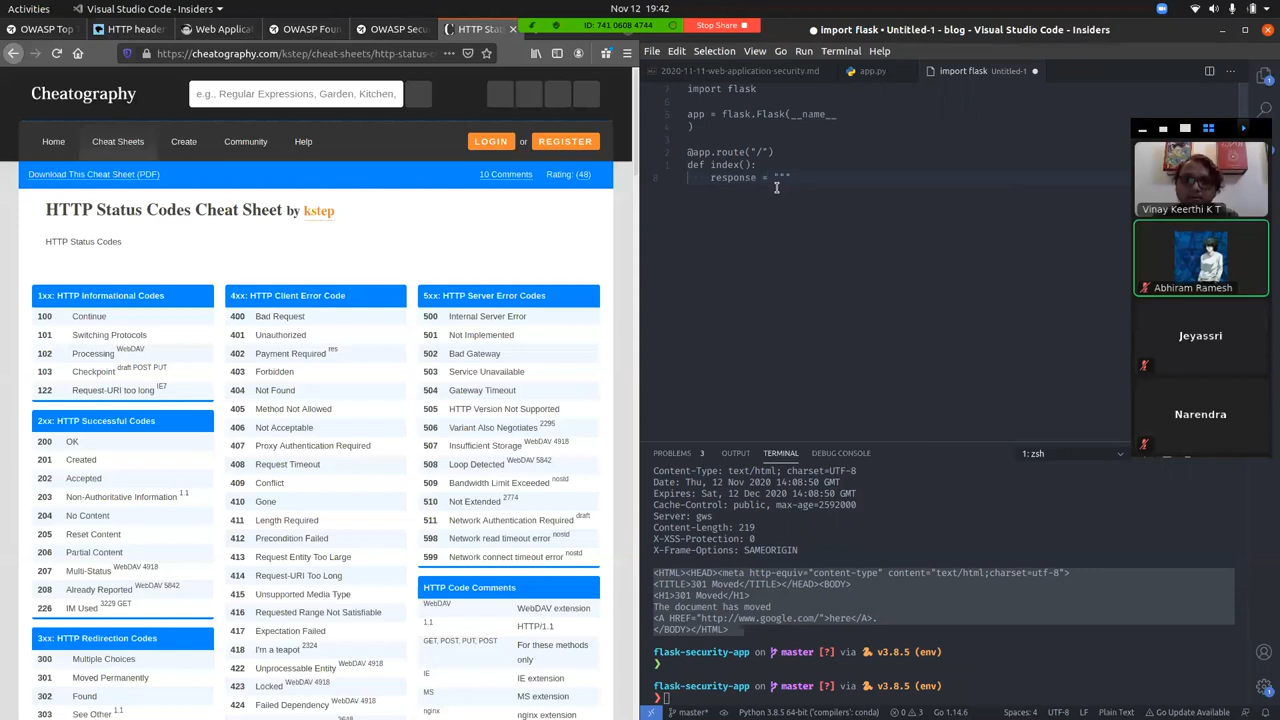 Activities
Visual Studio Code - Insiders
Nov 12 19:42
ID: 741 0608 4744
Stop Share
OWASP Top
HTTP header
Web Applica
OWASP Foun
OWASP Secu
HTTP Sta
https://cheatography.com/kstep/cheat-sheets/http-status-c
Cheatography
e.g., Regular Expressions, Garden, Kitchen,
Home
Cheat Sheets
Create
Community
Help
LOGIN or REGISTER
Download This Cheat Sheet (PDF)
10 Comments
Rating: (48)
HTTP Status Codes Cheat Sheet by kstep
HTTP Status Codes
1xx: HTTP Informational Codes
100 Continue
101 Switching Protocols
102 Processing WebDAV
103 Checkpoint draft POST PUT
122 Request-URI too long IE7
2xx: HTTP Successful Codes
200 OK
201 Created
202 Accepted
203 Non-Authoritative Information 1.1
204 No Content
205 Reset Content
206 Partial Content
207 Multi-Status WebDAV 4918
208 Already Reported WebDAV 5842
226 IM Used 3229 GET
3xx: HTTP Redirection Codes
300 Multiple Choices
301 Moved Permanently
302 Found
303 See Other 1.1
4xx: HTTP Client Error Code
400 Bad Request
401 Unauthorized
402 Payment Required res
403 Forbidden
404 Not Found
405 Method Not Allowed
406 Not Acceptable
407 Proxy Authentication Required
408 Request Timeout
409 Conflict
410 Gone
411 Length Required
412 Precondition Failed
413 Request Entity Too Large
414 Request-URI Too Long
415 Unsupported Media Type
416 Requested Range Not Satisfiable
417 Expectation Failed
418 I'm a teapot 2324
422 Unprocessable Entity WebDAV 4918
423 Locked WebDAV 4918
424 Failed Dependency WebDAV 4918
5xx: HTTP Server Error Codes
500 Internal Server Error
501 Not Implemented
502 Bad Gateway
503 Service Unavailable
504 Gateway Timeout
505 HTTP Version Not Supported
506 Variant Also Negotiates 2295
507 Insufficient Storage WebDAV 4918
508 Loop Detected WebDAV 5842
509 Bandwidth Limit Exceeded nostd
510 Not Extended 2774
511 Network Authentication Required draft
598 Network read timeout error nostd
599 Network connect timeout error nostd
HTTP Code Comments
WebDAV WebDAV extension
1.1 HTTP/1.1
GET, POST, PUT, POST For these methods
only
IE IE extension
MS MS extension
nginx nginx extension
import flask • Untitled-1 - blog - Visual Studio Code - Insiders
File Edit Selection View Go Run Terminal Help
2020-11-11-web-application-security.md
app.py
import flask Untitled-1
7 import flask
6
5 app = flask.Flask(__name__
4 )
3
2 @app.route("/")
1 def index():
8 response = """
Vinay Keerthi K T
Abhiram Ramesh
Jeyassri
Narendra
PROBLEMS 3 OUTPUT TERMINAL DEBUG CONSOLE
1: zsh
Content-Type: text/html; charset=UTF-8
Date: Thu, 12 Nov 2020 14:08:50 GMT
Expires: Sat, 12 Dec 2020 14:08:50 GMT
Cache-Control: public, max-age=2592000
Server: gws
Content-Length: 219
X-XSS-Protection: 0
X-Frame-Options: SAMEORIGIN
<HTML><HEAD><meta http-equiv="content-type" content="text/html;charset=utf-8">
<TITLE>301 Moved</TITLE></HEAD><BODY>
<H1>301 Moved</H1>
The document has moved
<A HREF="http://www.google.com/">here</A>.
</BODY></HTML>
flask-security-app on master [?] via v3.8.5 (env)
❯
flask-security-app on master [?] via v3.8.5 (env)
❯
master*
Python 3.8.5 64-bit ('compilers': conda)
0 3
Go 1.14.6
Spaces: 4
UTF-8
LF
Plain Text
Go Update Available